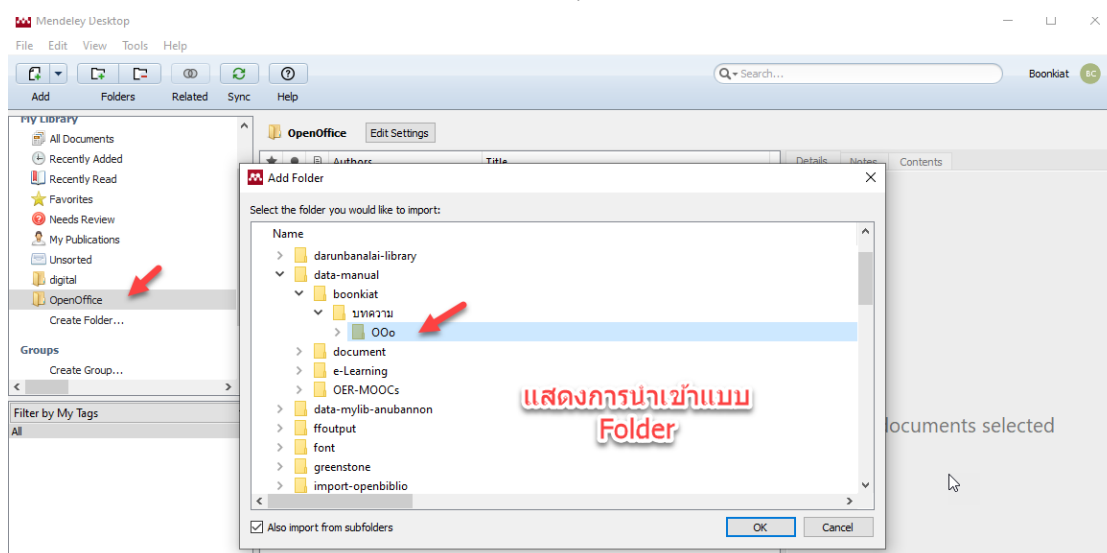 Mendeley Desktop
File Edit View Tools Help
Search...
Boonkiat BC
Add Folders Related Sync Help
My Library
All Documents
Recently Added
Recently Read
Favorites
Needs Review
My Publications
Unsorted
digital
OpenOffice
Create Folder...
Groups
Create Group...
Filter by My Tags
All
OpenOffice Edit Settings
Authors Title
Details Notes Contents
Add Folder
Select the folder you would like to import:
Name
darunbanalai-library
data-manual
boonkiat
บทความ
OOo
document
e-Learning
OER-MOOCs
data-mylib-anubannon
ffoutput
font
greenstone
import-openbiblio
แสดงการนำเข้าแบบ
Folder
Also import from subfolders
OK Cancel
documents selected